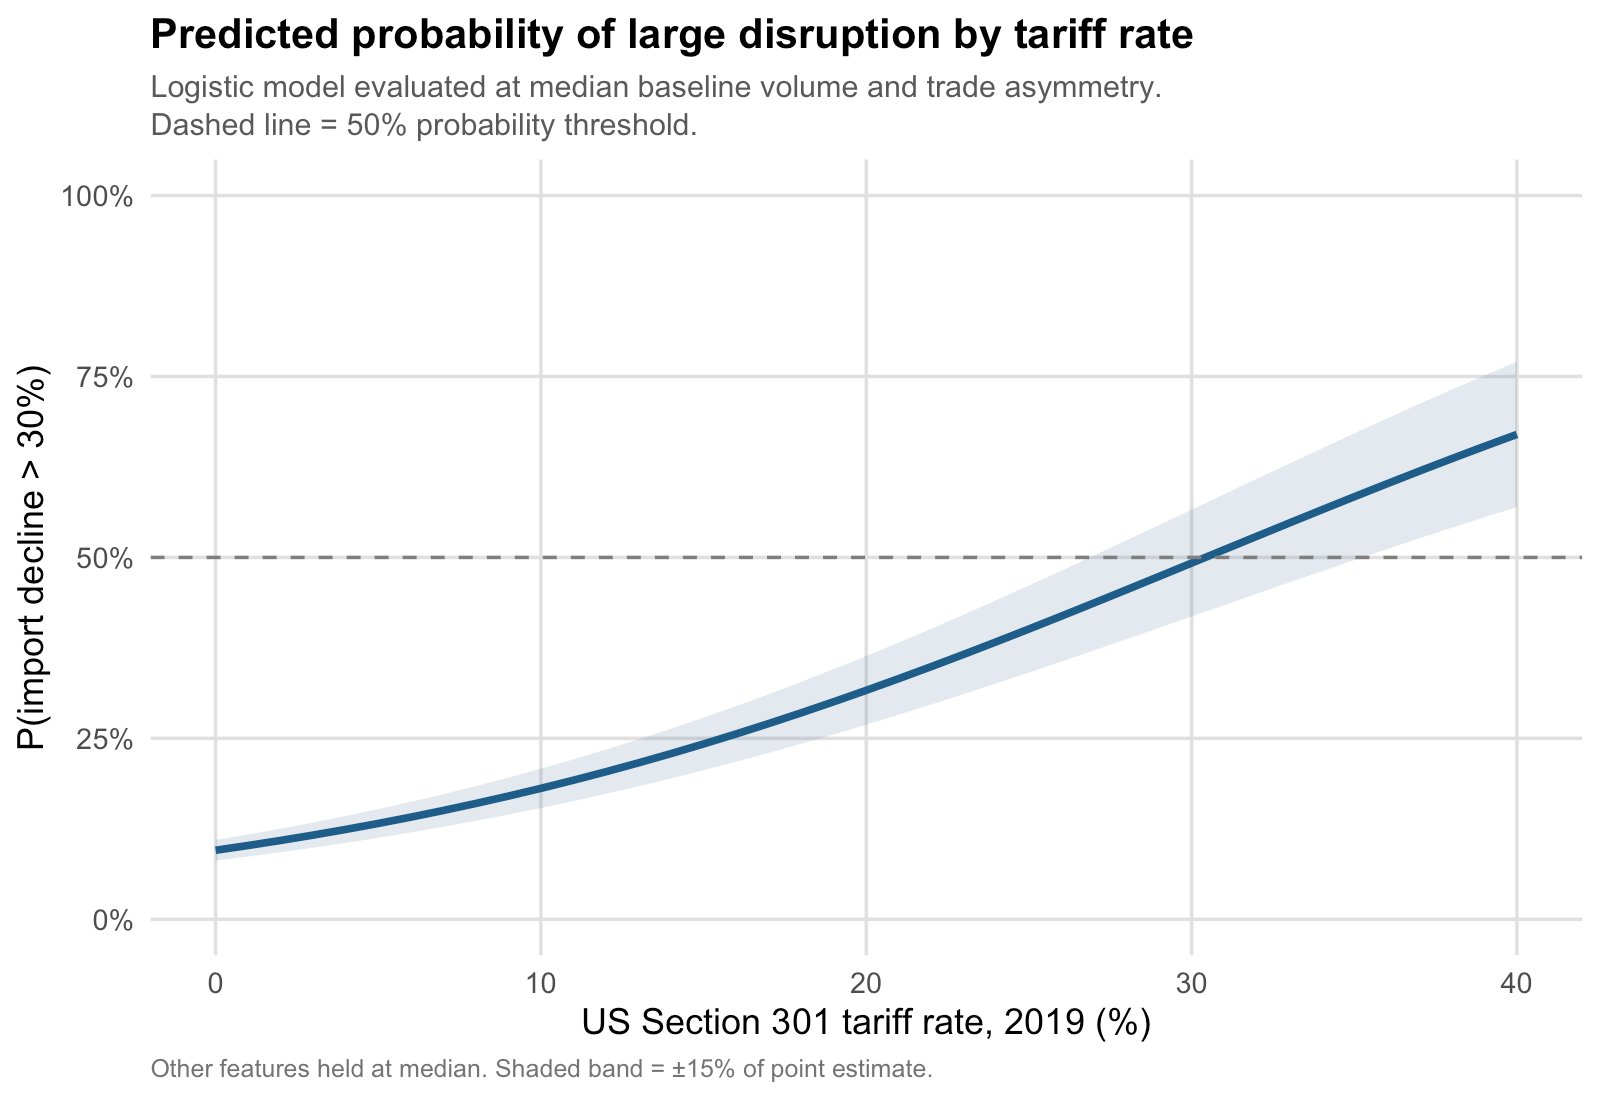 Predicted probability of large disruption by tariff rate
Logistic model evaluated at median baseline volume and trade asymmetry.
Dashed line = 50% probability threshold.
100%
75%
50%
25%
0%
P(import decline > 30%)
0 10 20 30 40
US Section 301 tariff rate, 2019 (%)
Other features held at median. Shaded band = ±15% of point estimate.